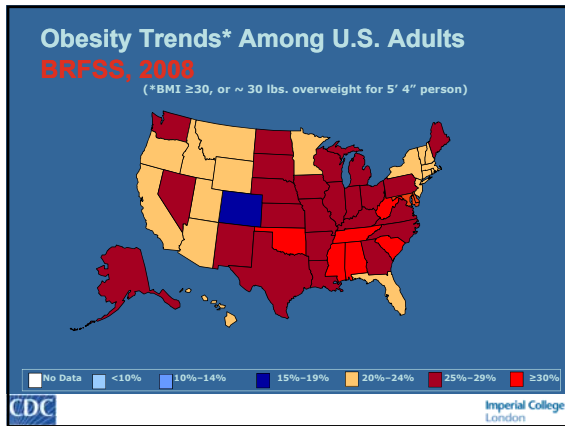 Obesity Trends* Among U.S. Adults
BRFSS, 2008
(*BMI ≥30, or ~ 30 lbs. overweight for 5’ 4” person)
No Data <10% 10%–14% 15%–19% 20%–24% 25%–29% ≥30%
CDC
Imperial College
London